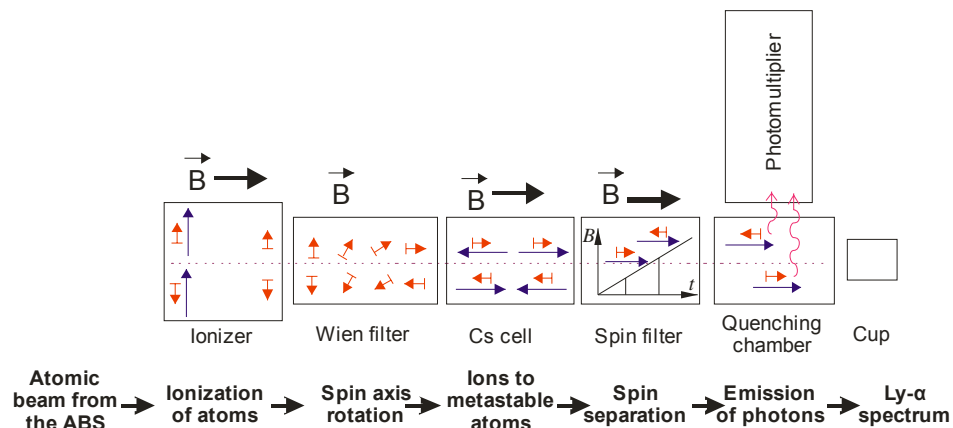 Photomultiplier
B
B
B
B
B
t
Ionizer
Wien filter
Cs cell
Spin filter
Quenching
chamber
Cup
Atomic
beam from
the ABS
Ionization
of atoms
Spin axis
rotation
Ions to
metastable
atoms
Spin
separation
Emission
of photons
Ly-α
spectrum